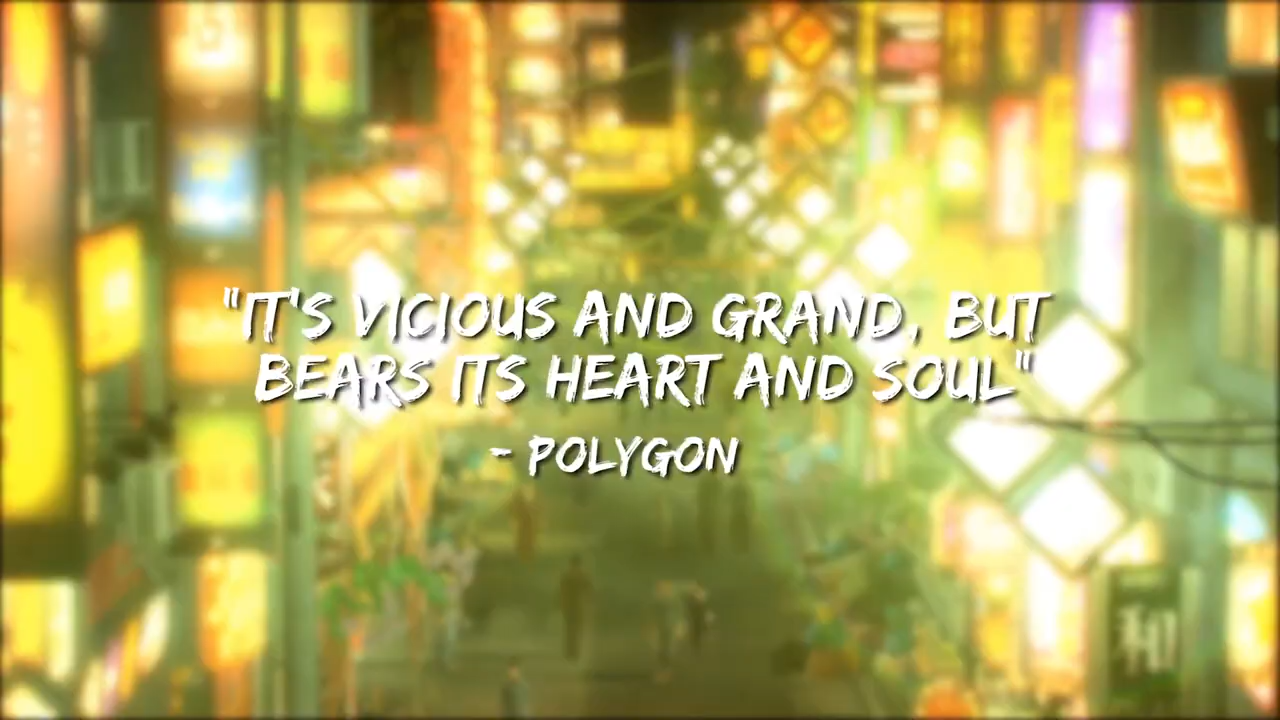 "IT'S VICIOUS AND GRAND, BUT
BEARS ITS HEART AND SOUL"
- POLYGON